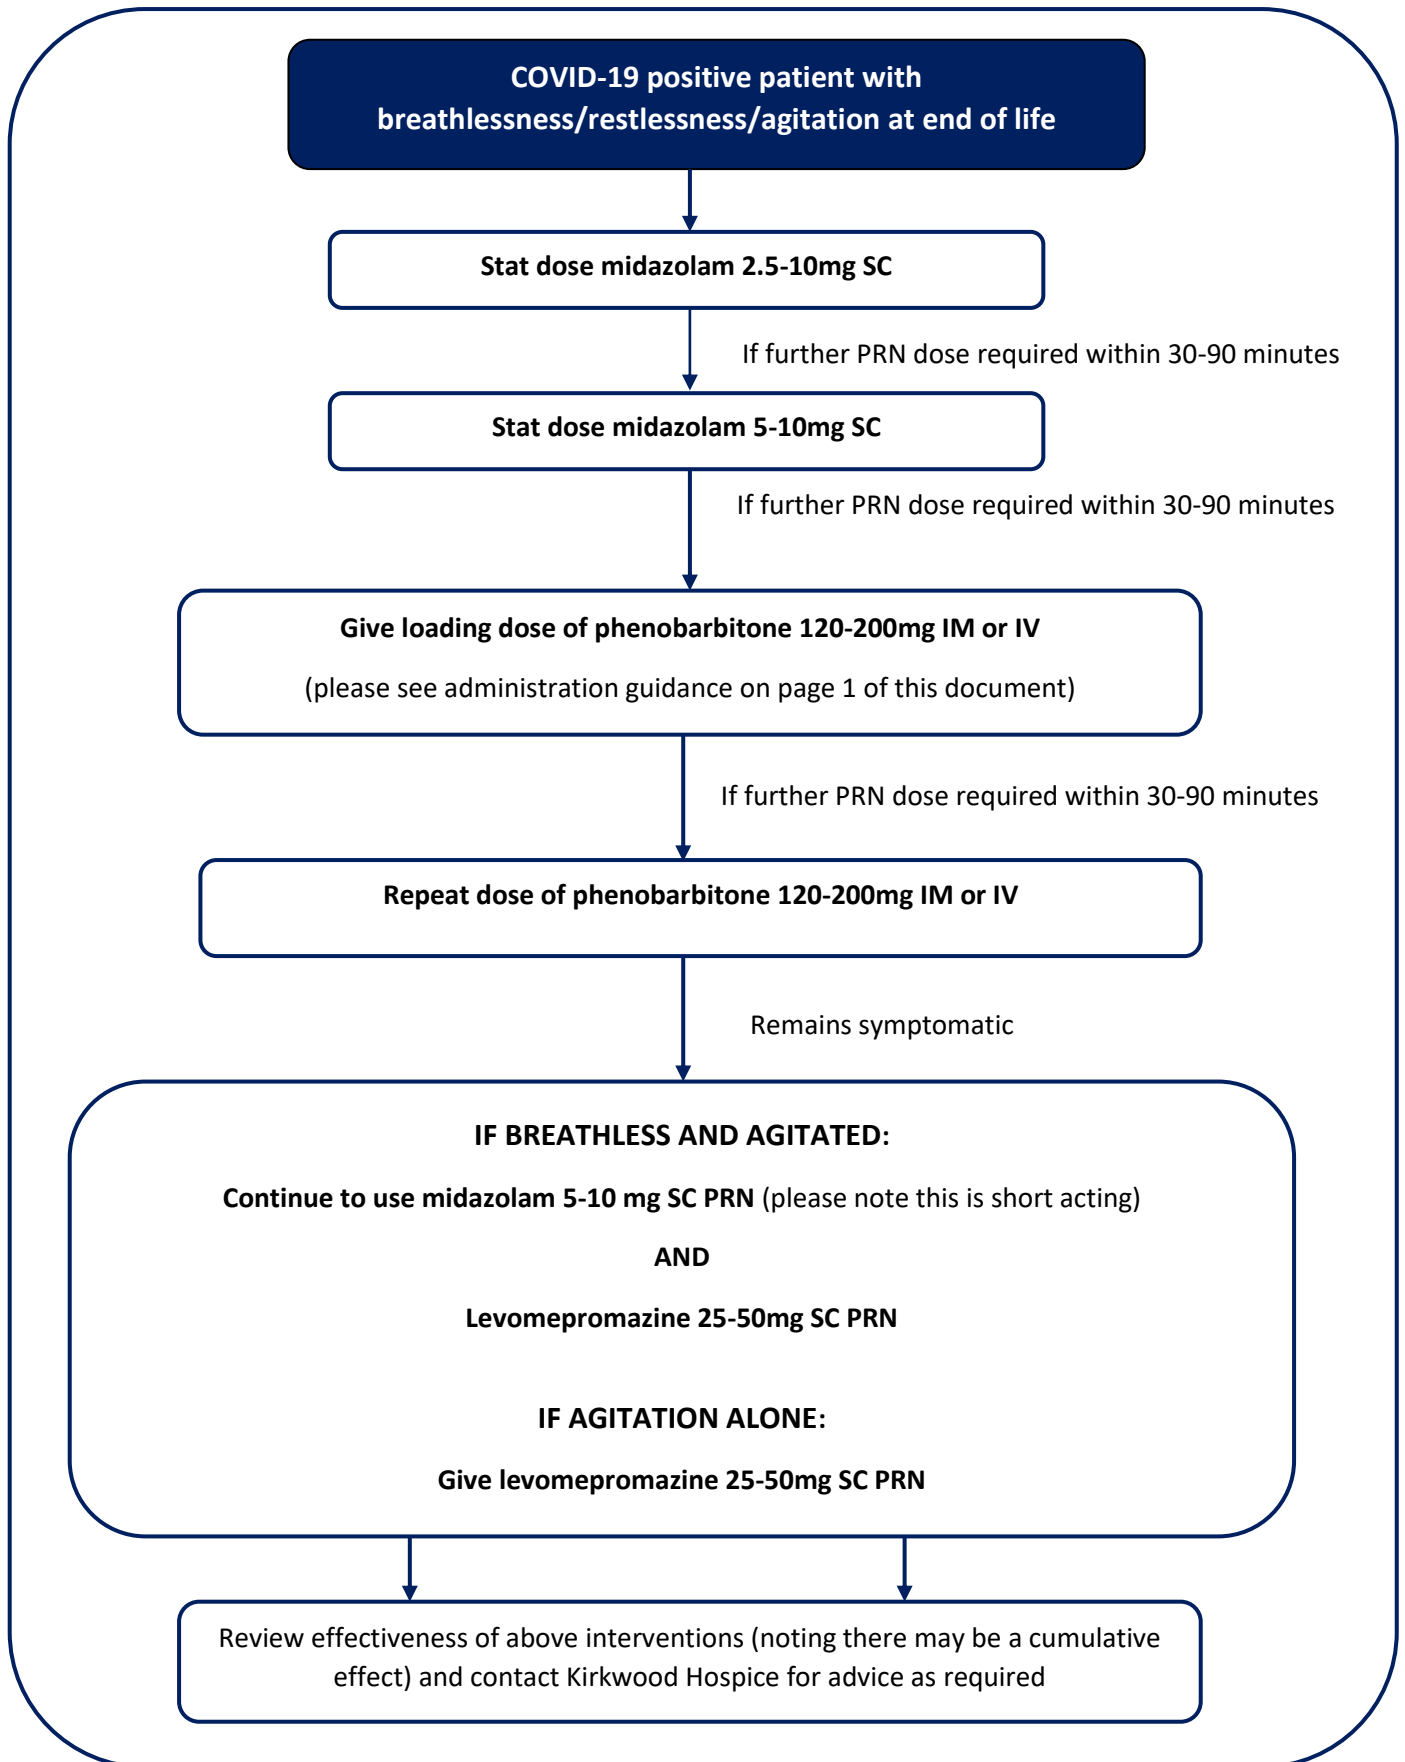 COVID-19 positive patient with
breathlessness/restlessness/agitation at end of life
Stat dose midazolam 2.5-10mg SC
If further PRN dose required within 30-90 minutes
Stat dose midazolam 5-10mg SC
If further PRN dose required within 30-90 minutes
Give loading dose of phenobarbitone 120-200mg IM or IV
(please see administration guidance on page 1 of this document)
If further PRN dose required within 30-90 minutes
Repeat dose of phenobarbitone 120-200mg IM or IV
Remains symptomatic
IF BREATHLESS AND AGITATED:
Continue to use midazolam 5-10 mg SC PRN (please note this is short acting)
AND
Levomepromazine 25-50mg SC PRN
IF AGITATION ALONE:
Give levomepromazine 25-50mg SC PRN
Review effectiveness of above interventions (noting there may be a cumulative
effect) and contact Kirkwood Hospice for advice as required